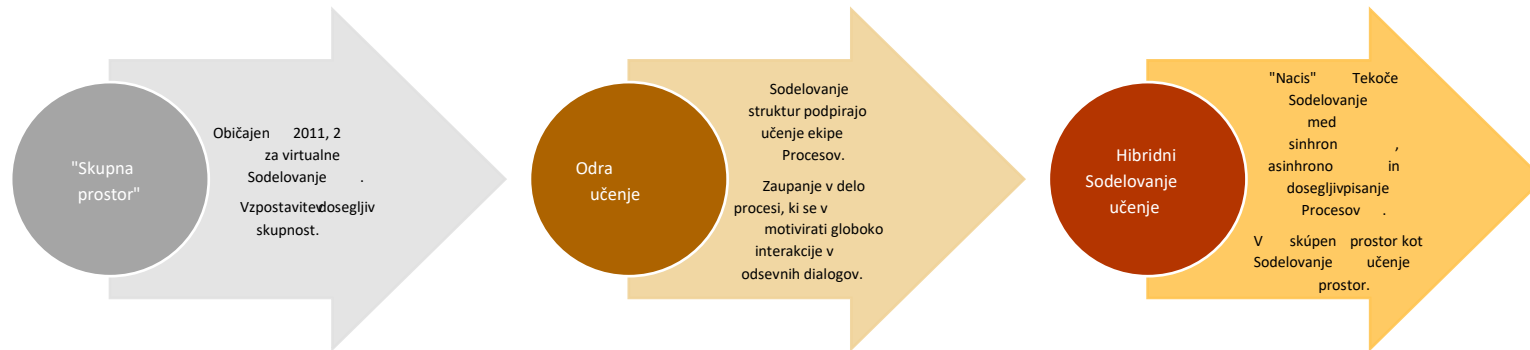 "Skupna
prostor"
Običajen 2011, 2
za virtualne
Sodelovanje .
Vzpostavitev dosegljiv
skupnost.
Odra
učenje
Sodelovanje
struktur podpirajo
učenje ekipe
Procesov.
Zaupanje v delo
procesi, ki se v
motivirati globoko
interakcije v
odsevnih dialogov.
Hibridni
Sodelovanje
učenje
"Nacis" Tekoče
Sodelovanje
med
sinhron ,
asinhrono in
dosegljivpisanje
Procesov .
V skúpen prostor kot
Sodelovanje učenje
prostor.